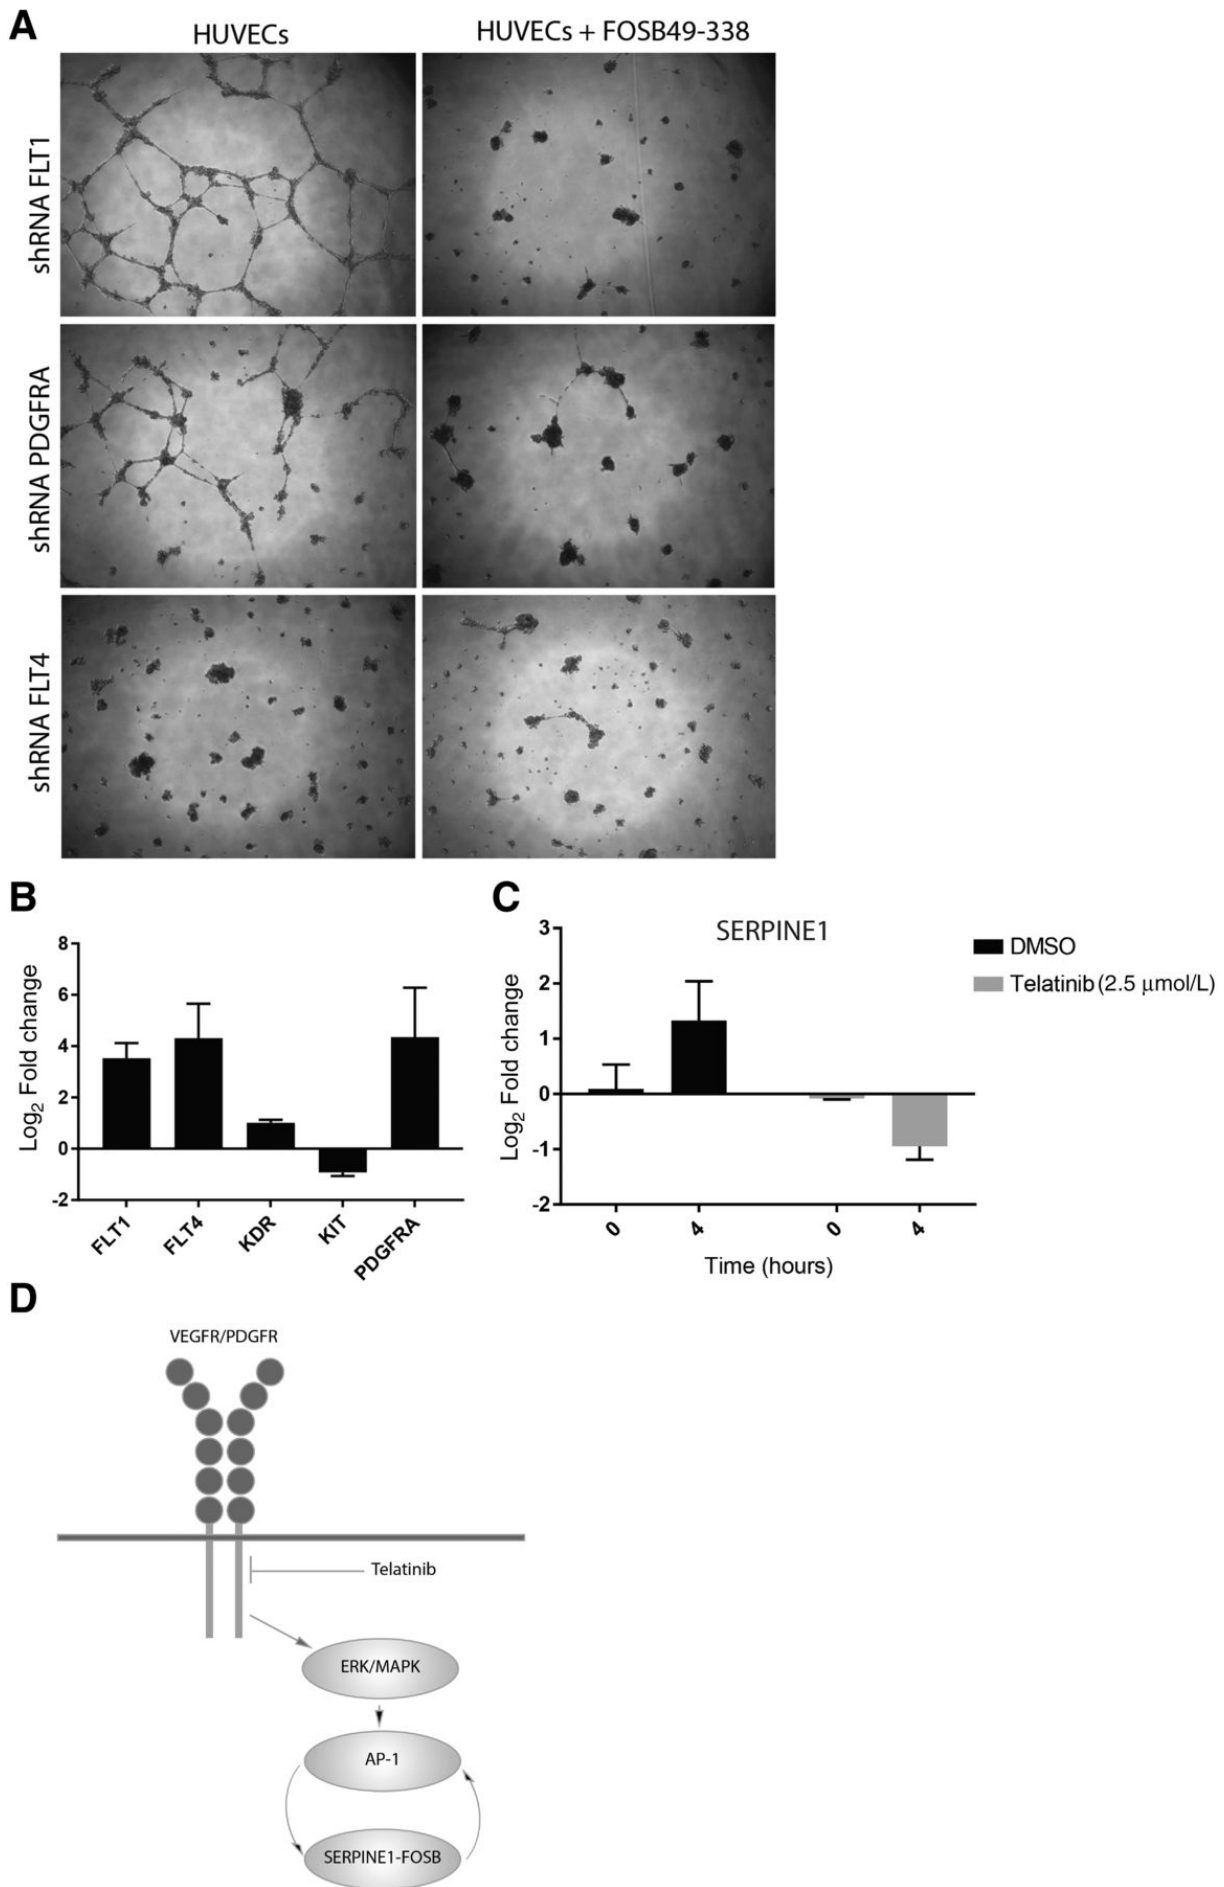 A
HUVECs
HUVECs + FOSB49-338
shRNA FLT1
shRNA PDGFRA
shRNA FLT4
B
Log2 Fold change
8
6
4
2
0
-2
FLT1
FLT4
KDR
KIT
PDGFRA
C
SERPINE1
Log2 Fold change
3
2
1
0
-1
-2
0
4
0
4
Time (hours)
DMSO
Telatinib (2.5 μmol/L)
D
VEGFR/PDGFR
Telatinib
ERK/MAPK
AP-1
SERPINE1-FOSB